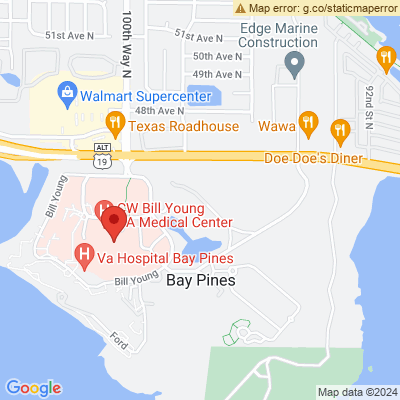 Map error: g.co/staticmaperror
51st Ave N
51st Ave N
100th Way N
50th Ave N
49th Ave N
Edge Marine
Construction
Walmart Supercenter
48th Ave N
Texas Roadhouse
Wawa
92nd St N
Doe-Doe's Diner
ALT
19
Bill Young
CW Bill Young
A Medical Center
Va Hospital Bay Pines
Bill Young
Bay Pines
Ford
Google
Map data ©2024